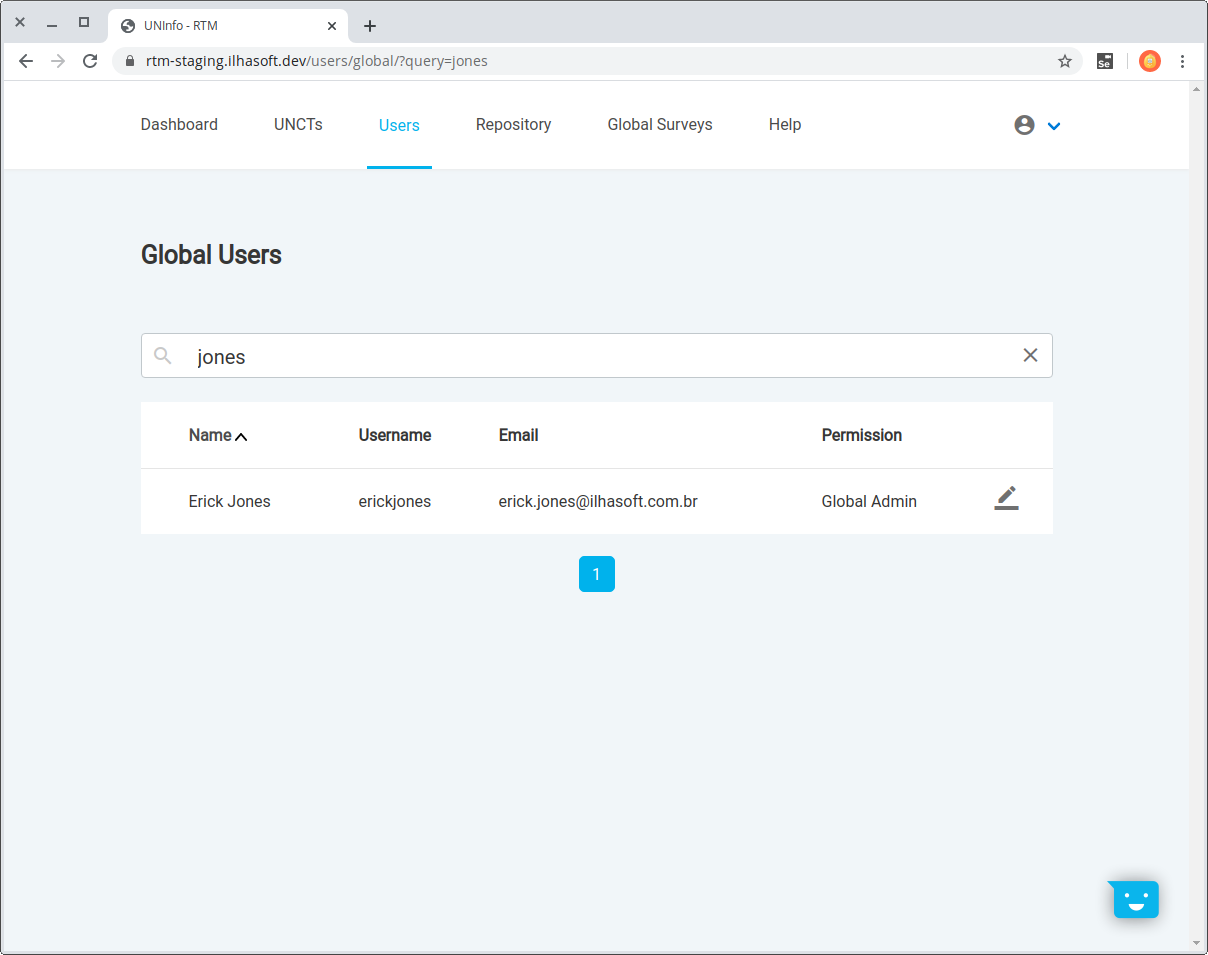 UNInfo - RTM
rtm-staging.ilhasoft.dev/users/global/?query=jones
Se
Dashboard UNCTs Users Repository Global Surveys Help
Global Users
jones
Name Username Email Permission
Erick Jones erickjones erick.jones@ilhasoft.com.br Global Admin
1